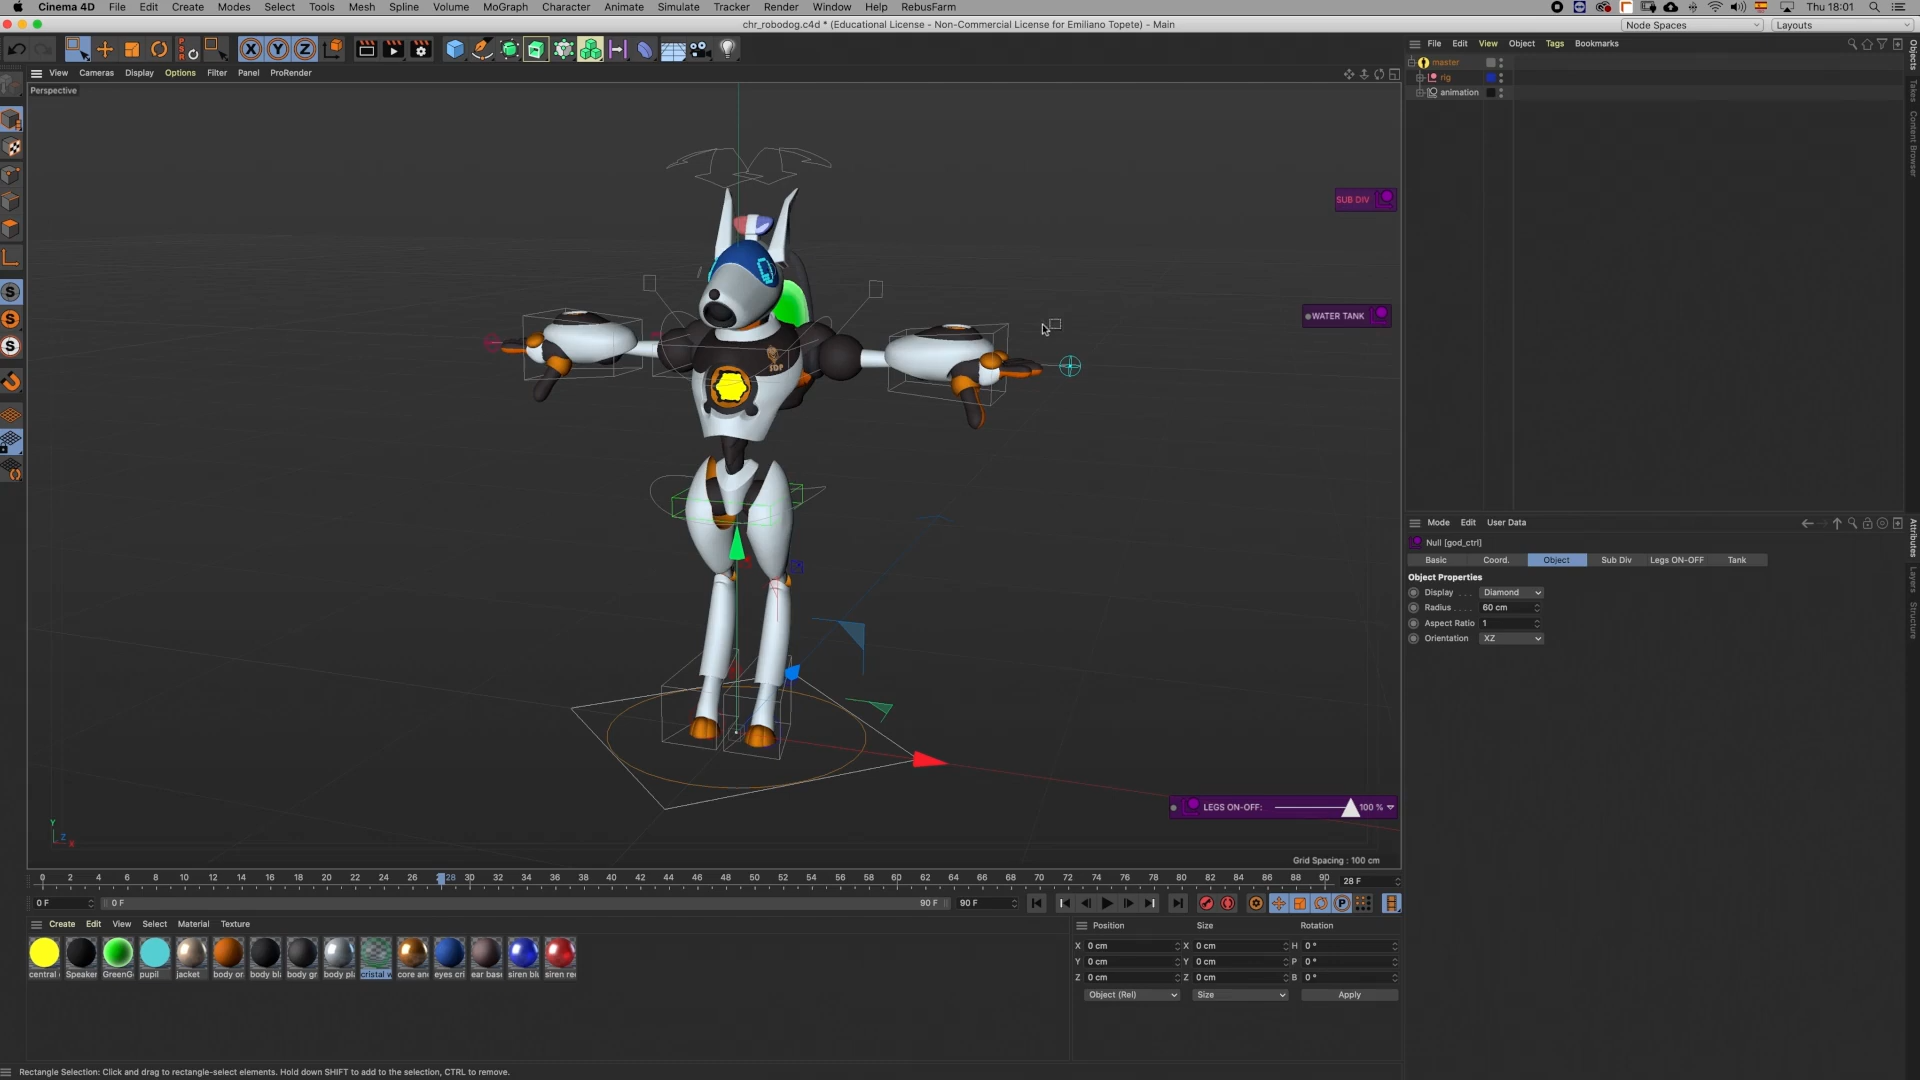 Cinema 4D File Edit Create Modes Select Tools Mesh Spline Volume MoGraph Character Animate Simulate Tracker Render Extensions Window Help RebusFarm Thu 18:01
chr_robodog.c4d * (Educational License - Non-Commercial License for Emiliano Topete) - Main
Node Spaces Layouts
X Y Z
File Edit View Object Tags Bookmarks
View Cameras Display Options Filter Panel ProRender
Perspective
master
rig
animation
Objects
Takes
Content Browser
SUB DIV
WATER TANK
SDP
LEGS ON-OFF: 100 %
Grid Spacing : 100 cm
Y
Z
X
Mode Edit User Data
Null [god_ctrl]
Basic Coord. Object Sub Div Legs ON-OFF Tank
Object Properties
Display . . . Diamond
Radius . . . . 60 cm
Aspect Ratio 1
Orientation XZ
Attributes
Layers
Structure
0 2 4 6 8 10 12 14 16 18 20 22 24 26 28 30 32 34 36 38 40 42 44 46 48 50 52 54 56 58 60 62 64 66 68 70 72 74 76 78 80 82 84 86 88 90 28 F
0 F 0 F 90 F 90 F
Create Edit View Select Material Texture
central Speaker GreenG pupil jacket body or body bl body gr body pl cristal w core an eyes cri ear bas siren bl siren re
Position Size Rotation
X 0 cm X 0 cm H 0 °
Y 0 cm Y 0 cm P 0 °
Z 0 cm Z 0 cm B 0 °
Object (Rel) Size Apply
Rectangle Selection: Click and drag to rectangle-select elements. Hold down SHIFT to add to the selection, CTRL to remove.